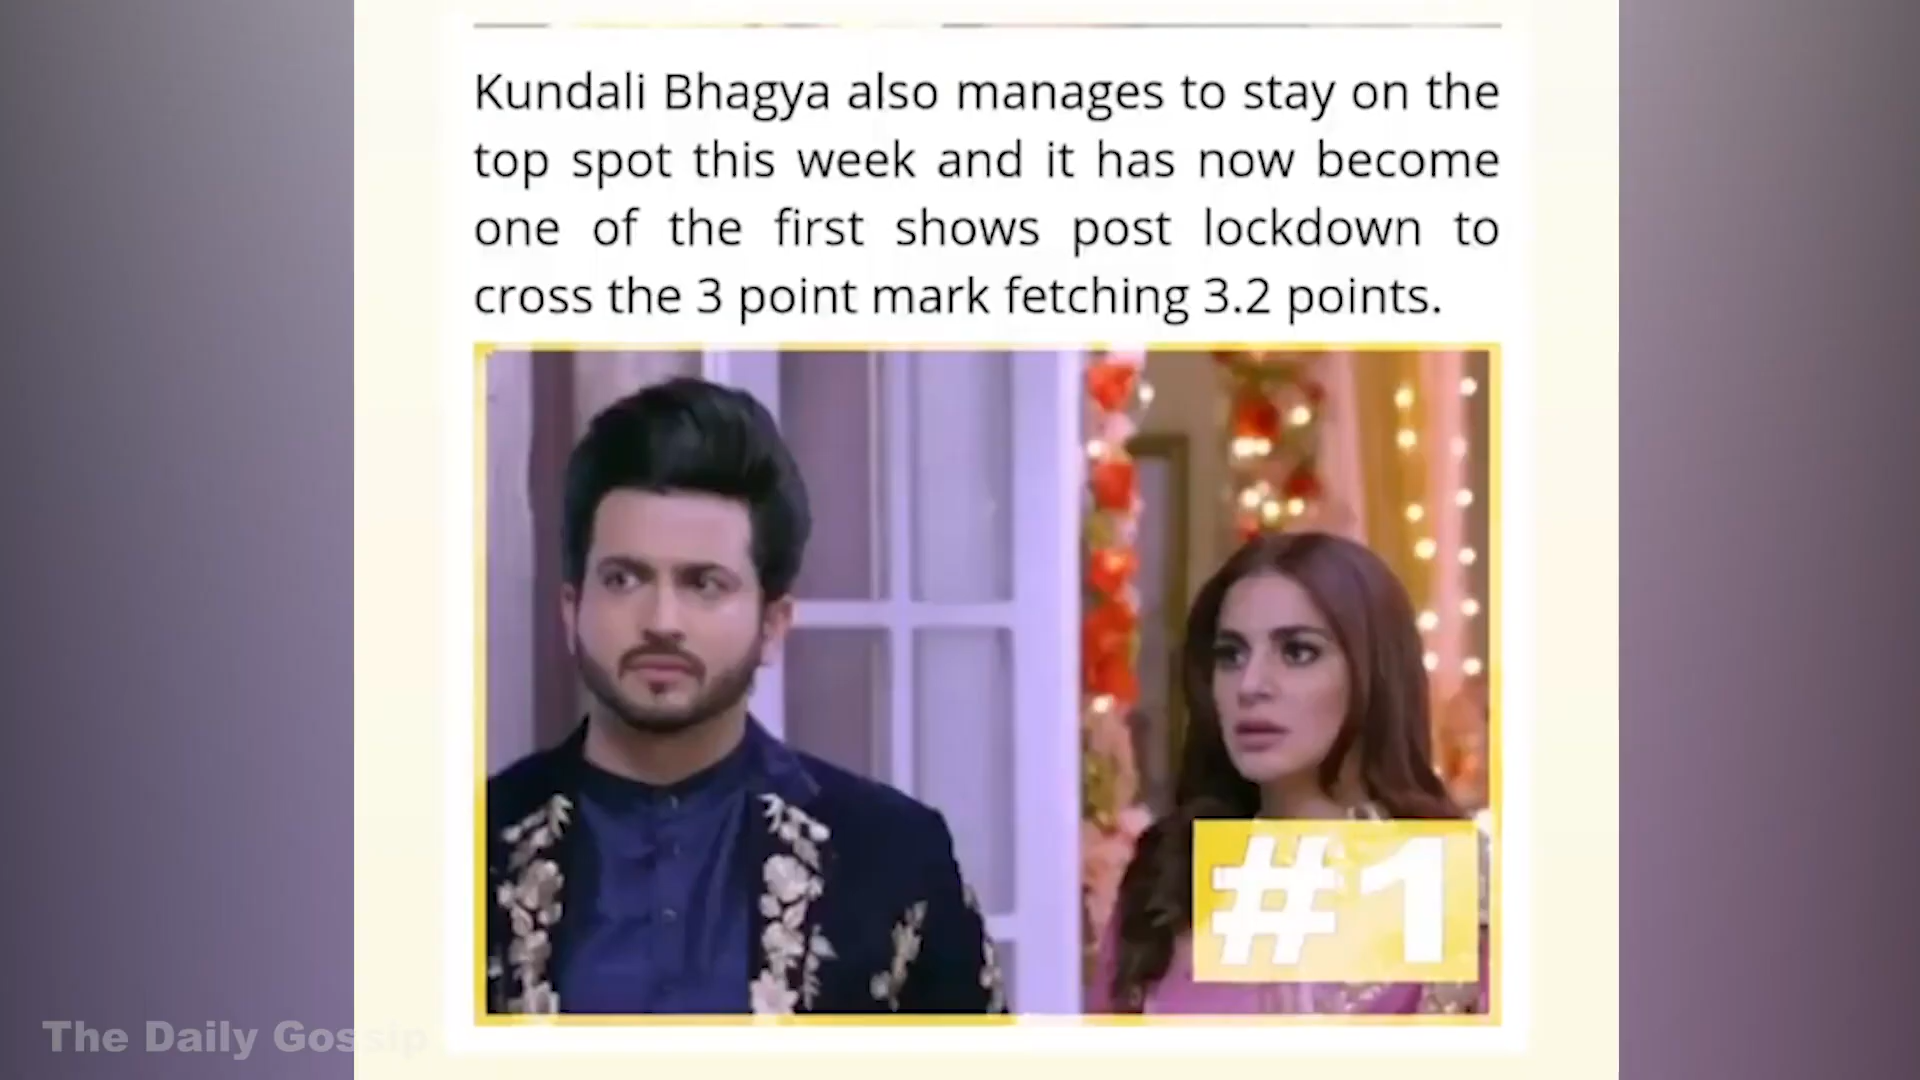 Kundali Bhagya also manages to stay on the
top spot this week and it has now become
one of the first shows post lockdown to
cross the 3 point mark fetching 3.2 points.
#1
The Daily Gossip